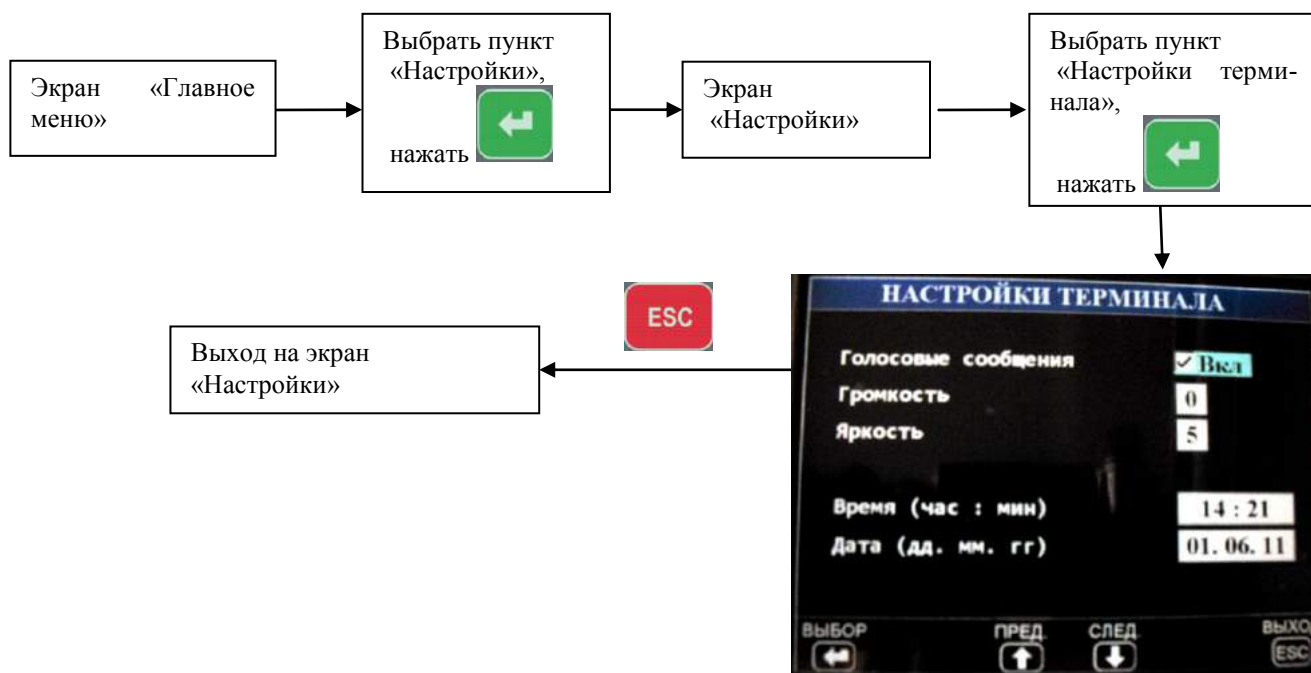 Экран «Главное
меню»
Выбрать пункт
«Настройки»,
нажать
Экран
«Настройки»
Выбрать пункт
«Настройки терми-
нала»,
нажать
ESC
Выход на экран
«Настройки»
НАСТРОЙКИ ТЕРМИНАЛА
Голосовые сообщения Вкл
Громкость 0
Яркость 5
Время (час : мин) 14 : 21
Дата (дд. мм. гг) 01. 06. 11
ВЫБОР ПРЕД. СЛЕД. ВЫХО
ESC